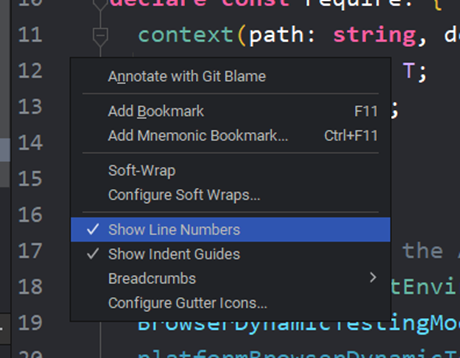 10 declare const require: {
11 context(path: string, d
12 T;
13 ;
14
15
16
17 the
18 tEnvi
19 BrowserDynamicTestingMo
20 platformBrowserDynamicT
Annotate with Git Blame
Add Bookmark F11
Add Mnemonic Bookmark... Ctrl+F11
Soft-Wrap
Configure Soft Wraps...
Show Line Numbers
Show Indent Guides
Breadcrumbs
Configure Gutter Icons...